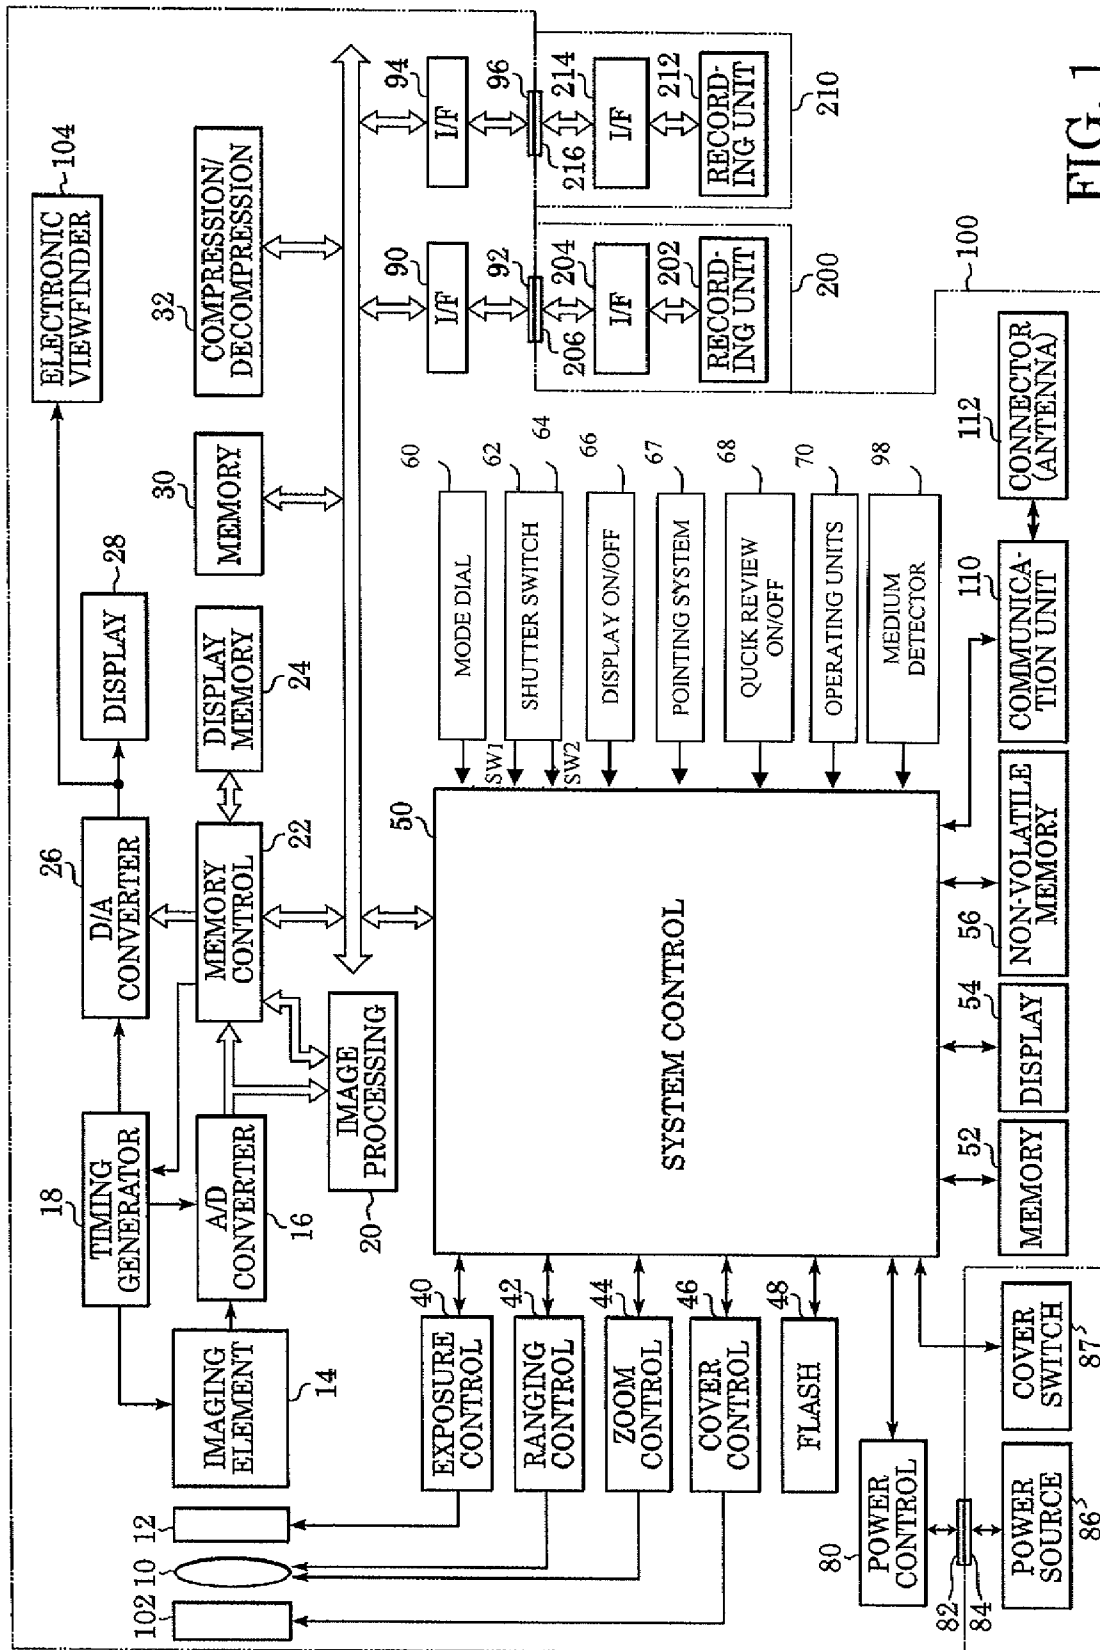 102
10
12
IMAGING
ELEMENT
14
18
TIMING
GENERATOR
A/D
CONVERTER
16
26
D/A
CONVERTER
28
DISPLAY
104
ELECTRONIC
VIEWFINDER
MEMORY
CONTROL
22
DISPLAY
MEMORY
24
30
MEMORY
32
COMPRESSION/
DECOMPRESSION
IMAGE
PROCESSING
20
40
EXPOSURE
CONTROL
42
RANGING
CONTROL
44
ZOOM
CONTROL
46
COVER
CONTROL
48
FLASH
50
SYSTEM CONTROL
SW1
SW2
60
MODE DIAL
62
64
SHUTTER SWITCH
66
DISPLAY ON/OFF
67
POINTING SYSTEM
68
QUCIK REVIEW
ON/OFF
70
OPERATING UNITS
98
MEDIUM
DETECTOR
90
I/F
92
206
204
I/F
202
RECORD-
ING UNIT
200
94
I/F
96
216
214
I/F
212
RECORD-
ING UNIT
210
80
POWER
CONTROL
82
84
POWER
SOURCE
86
COVER
SWITCH
87
52
MEMORY
54
DISPLAY
56
NON-VOLATILE
MEMORY
110
COMMUNICA-
TION UNIT
112
CONNECTOR
(ANTENNA)
100
FIG. 1